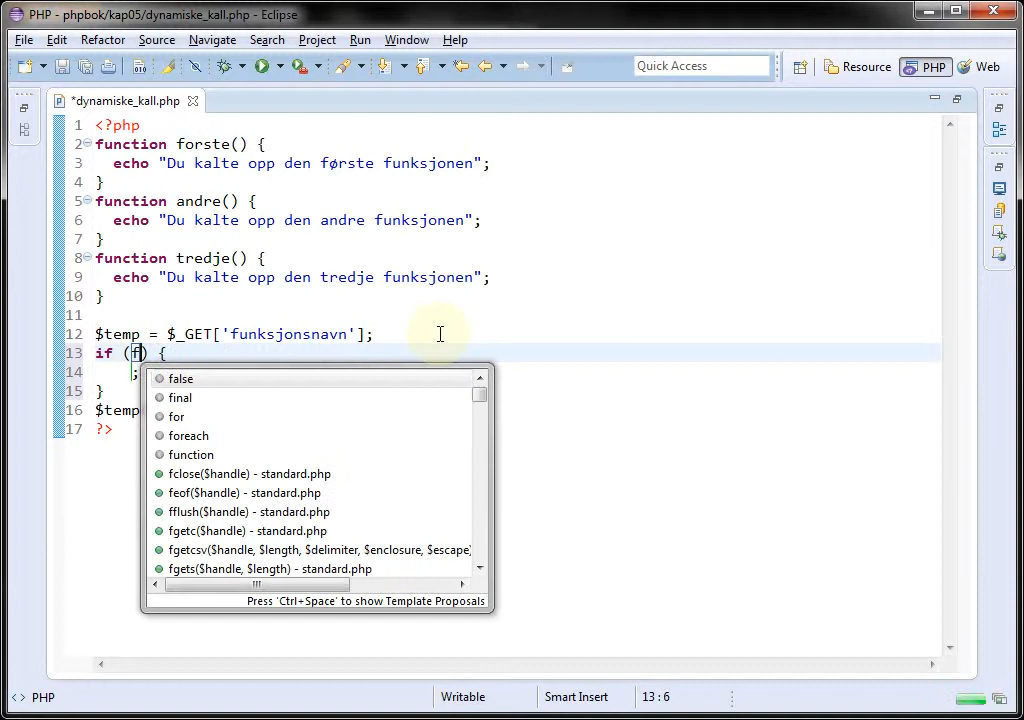 PHP - phpbok/kap05/dynamiske_kall.php - Eclipse
File Edit Refactor Source Navigate Search Project Run Window Help
Quick Access Resource PHP Web
*dynamiske_kall.php
1 <?php
2 function forste() {
3 echo "Du kalte opp den første funksjonen";
4 }
5 function andre() {
6 echo "Du kalte opp den andre funksjonen";
7 }
8 function tredje() {
9 echo "Du kalte opp den tredje funksjonen";
10 }
11
12 $temp = $_GET['funksjonsnavn'];
13 if (f) {
14 ;
15 }
16 $temp
17 ?>
false
final
for
foreach
function
fclose($handle) - standard.php
feof($handle) - standard.php
fflush($handle) - standard.php
fgetc($handle) - standard.php
fgetcsv($handle, $length, $delimiter, $enclosure, $escape)
fgets($handle, $length) - standard.php
Press 'Ctrl+Space' to show Template Proposals
<> PHP Writable Smart Insert 13:6